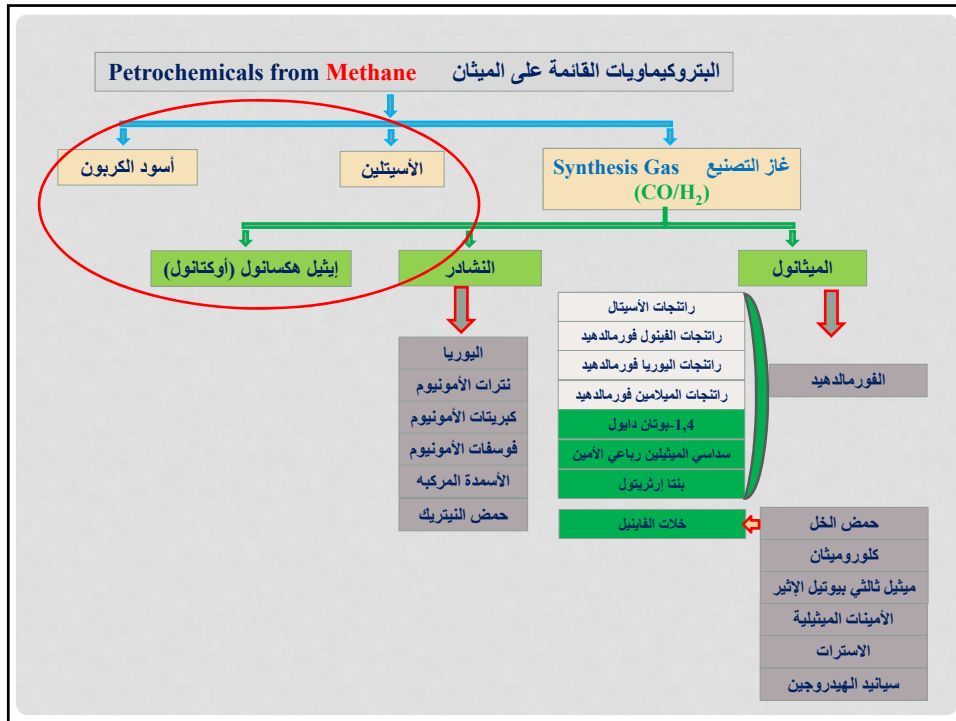 البتروكيماويات القائمة على الميثان Petrochemicals from Methane
غاز التصنيع Synthesis Gas
(CO/H₂)
الأسيتلين
أسود الكربون
الميثانول
النشادر
إيثيل هكسانول (أوكتانول)
الفورمالدهيد
راتنجات الأسيتال
راتنجات الفينول فورمالدهيد
راتنجات اليوريا فورمالدهيد
راتنجات الميلامين فورمالدهيد
1,4-بوتان دايول
سداسي الميثيلين رباعي الأمين
بنتا إرثريتول
حمض الخل
خلات الفاينيل
كلوروميثان
ميثيل ثالثي بيوتيل الإثير
الأمينات الميثيلية
الاسترات
سيانيد الهيدروجين
اليوريا
نترات الأمونيوم
كبريتات الأمونيوم
فوسفات الأمونيوم
الأسمدة المركبه
حمض النيتريك